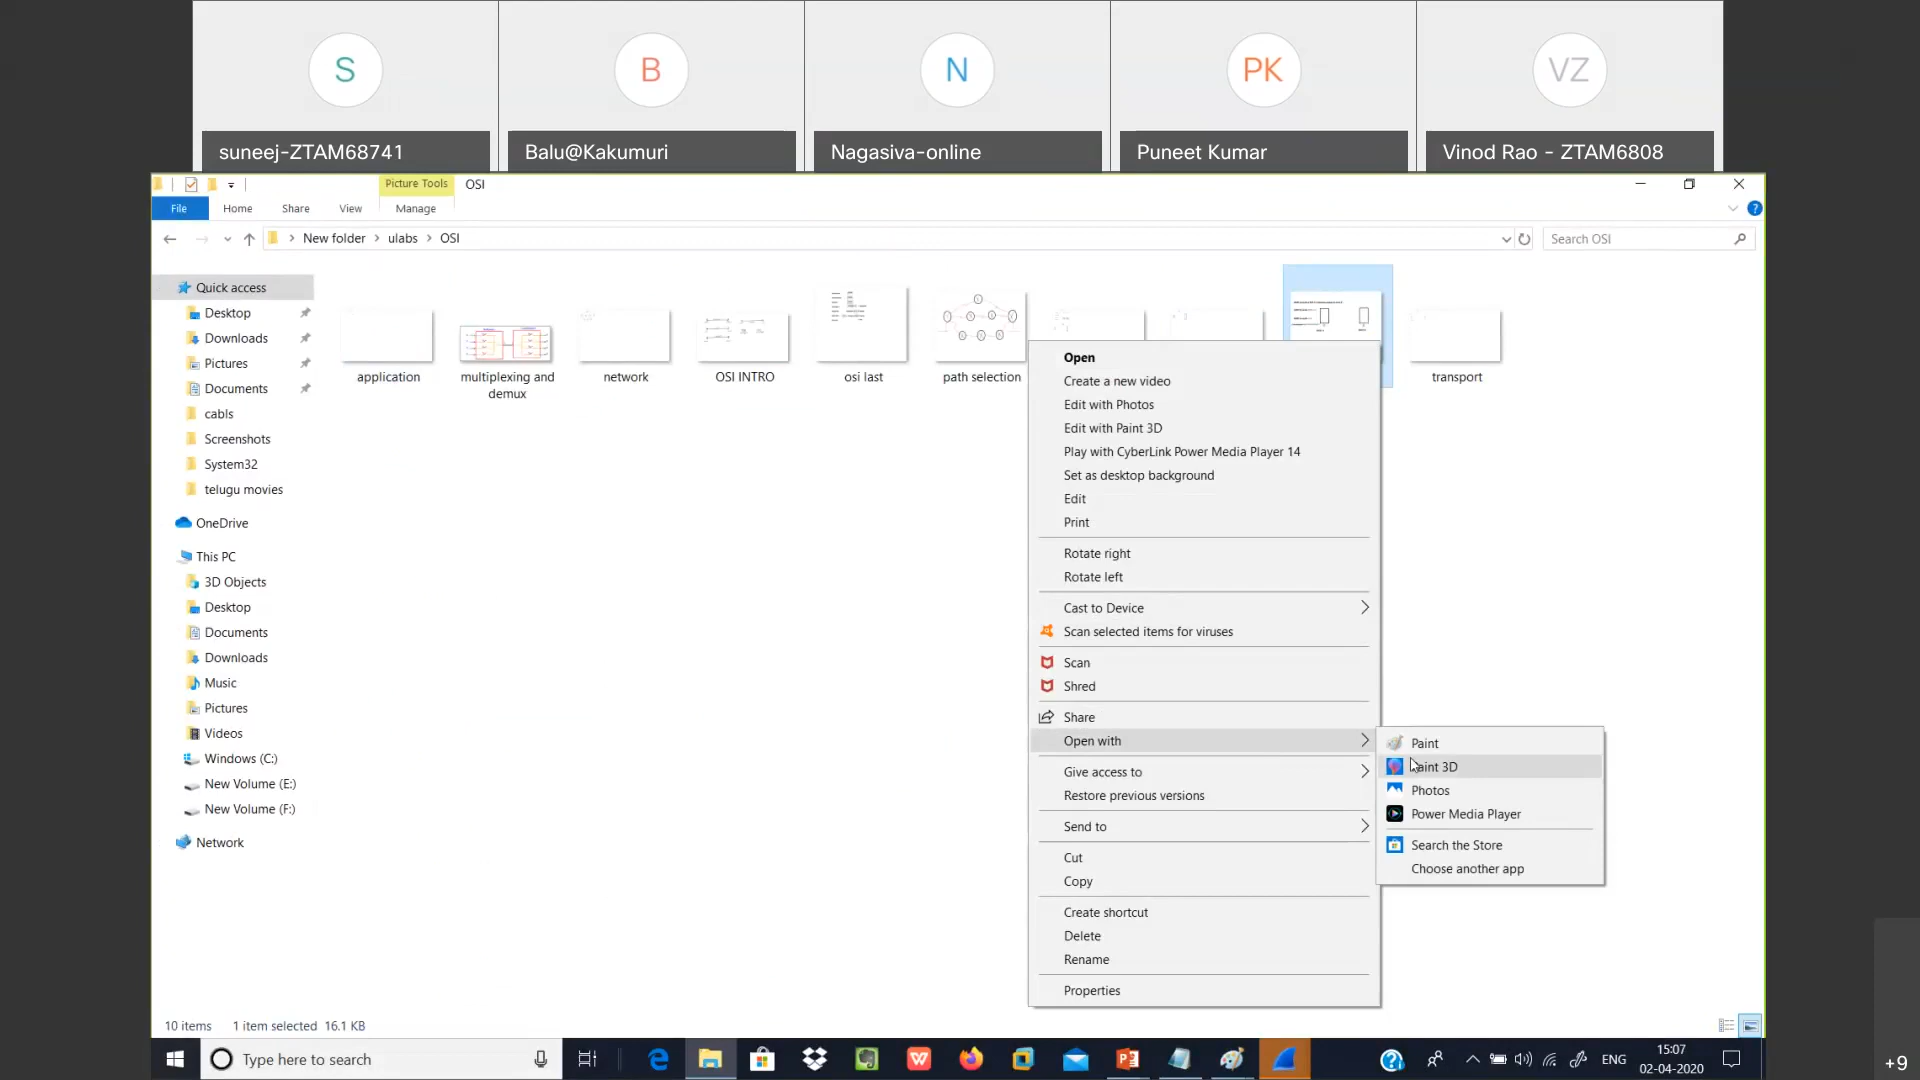 S
B
N
PK
VZ
suneej-ZTAM68741
Balu@Kakumuri
Nagasiva-online
Puneet Kumar
Vinod Rao - ZTAM6808
Picture Tools
OSI
File
Home
Share
View
Manage
New folder
ulabs
OSI
Search OSI
Quick access
Desktop
Downloads
Pictures
Documents
cabls
Screenshots
System32
telugu movies
OneDrive
This PC
3D Objects
Desktop
Documents
Downloads
Music
Pictures
Videos
Windows (C:)
New Volume (E:)
New Volume (F:)
Network
application
multiplexing and
demux
network
OSI INTRO
osi last
path selection
transport
Open
Create a new video
Edit with Photos
Edit with Paint 3D
Play with CyberLink Power Media Player 14
Set as desktop background
Edit
Print
Rotate right
Rotate left
Cast to Device
Scan selected items for viruses
Scan
Shred
Share
Open with
Give access to
Restore previous versions
Send to
Cut
Copy
Create shortcut
Delete
Rename
Properties
Paint
Paint 3D
Photos
Power Media Player
Search the Store
Choose another app
10 items
1 item selected 16.1 KB
Type here to search
ENG
15:07
02-04-2020
+9